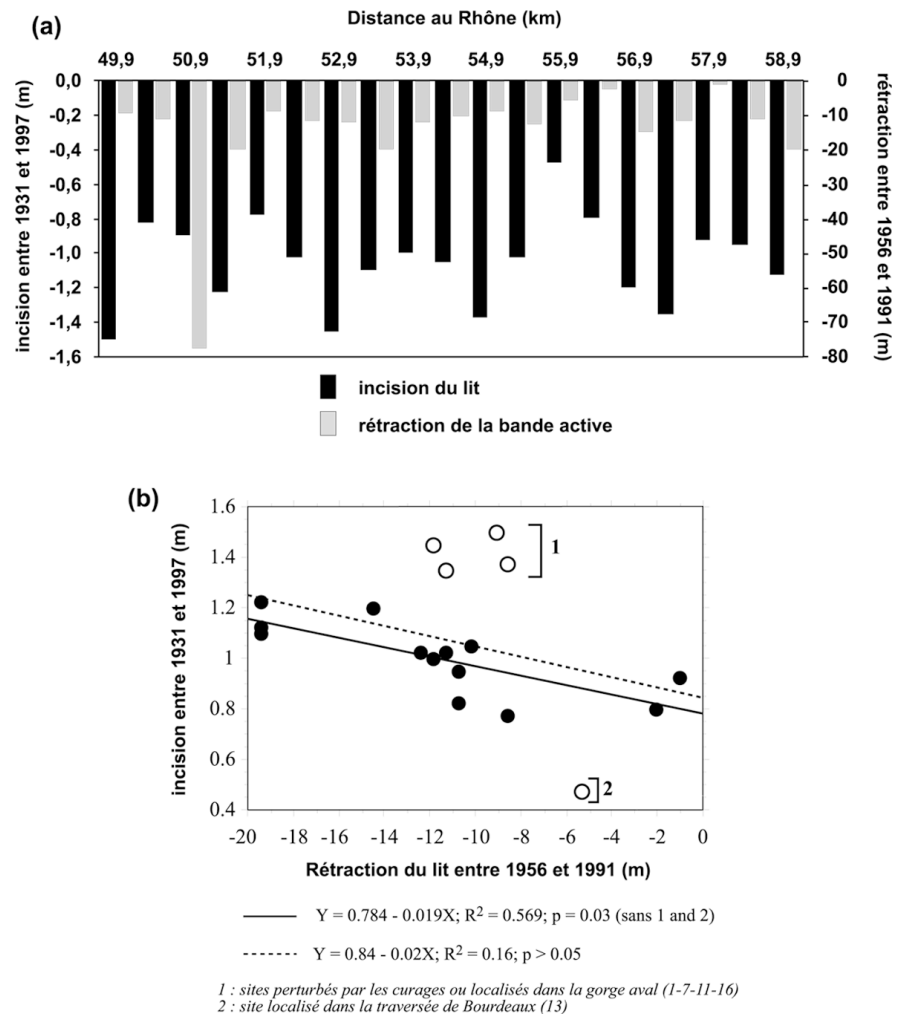 (a)
Distance au Rhône (km)
49,9 50,9 51,9 52,9 53,9 54,9 55,9 56,9 57,9 58,9
incision entre 1931 et 1997 (m)
0,0
-0,2
-0,4
-0,6
-0,8
-1,0
-1,2
-1,4
-1,6
0
-10
-20
-30
-40
-50
-60
-70
-80
rétraction entre 1956 et 1991 (m)
incision du lit
rétraction de la bande active
(b)
incision entre 1931 et 1997 (m)
1.6
1.4
1.2
1
0.8
0.6
0.4
1
2
-20 -18 -16 -14 -12 -10 -8 -6 -4 -2 0
Rétraction du lit entre 1956 et 1991 (m)
Y = 0.784 - 0.019X; R² = 0.569; p = 0.03 (sans 1 and 2)
Y = 0.84 - 0.02X; R² = 0.16; p > 0.05
1 : sites perturbés par les curages ou localisés dans la gorge aval (1-7-11-16)
2 : site localisé dans la traversée de Bourdeaux (13)